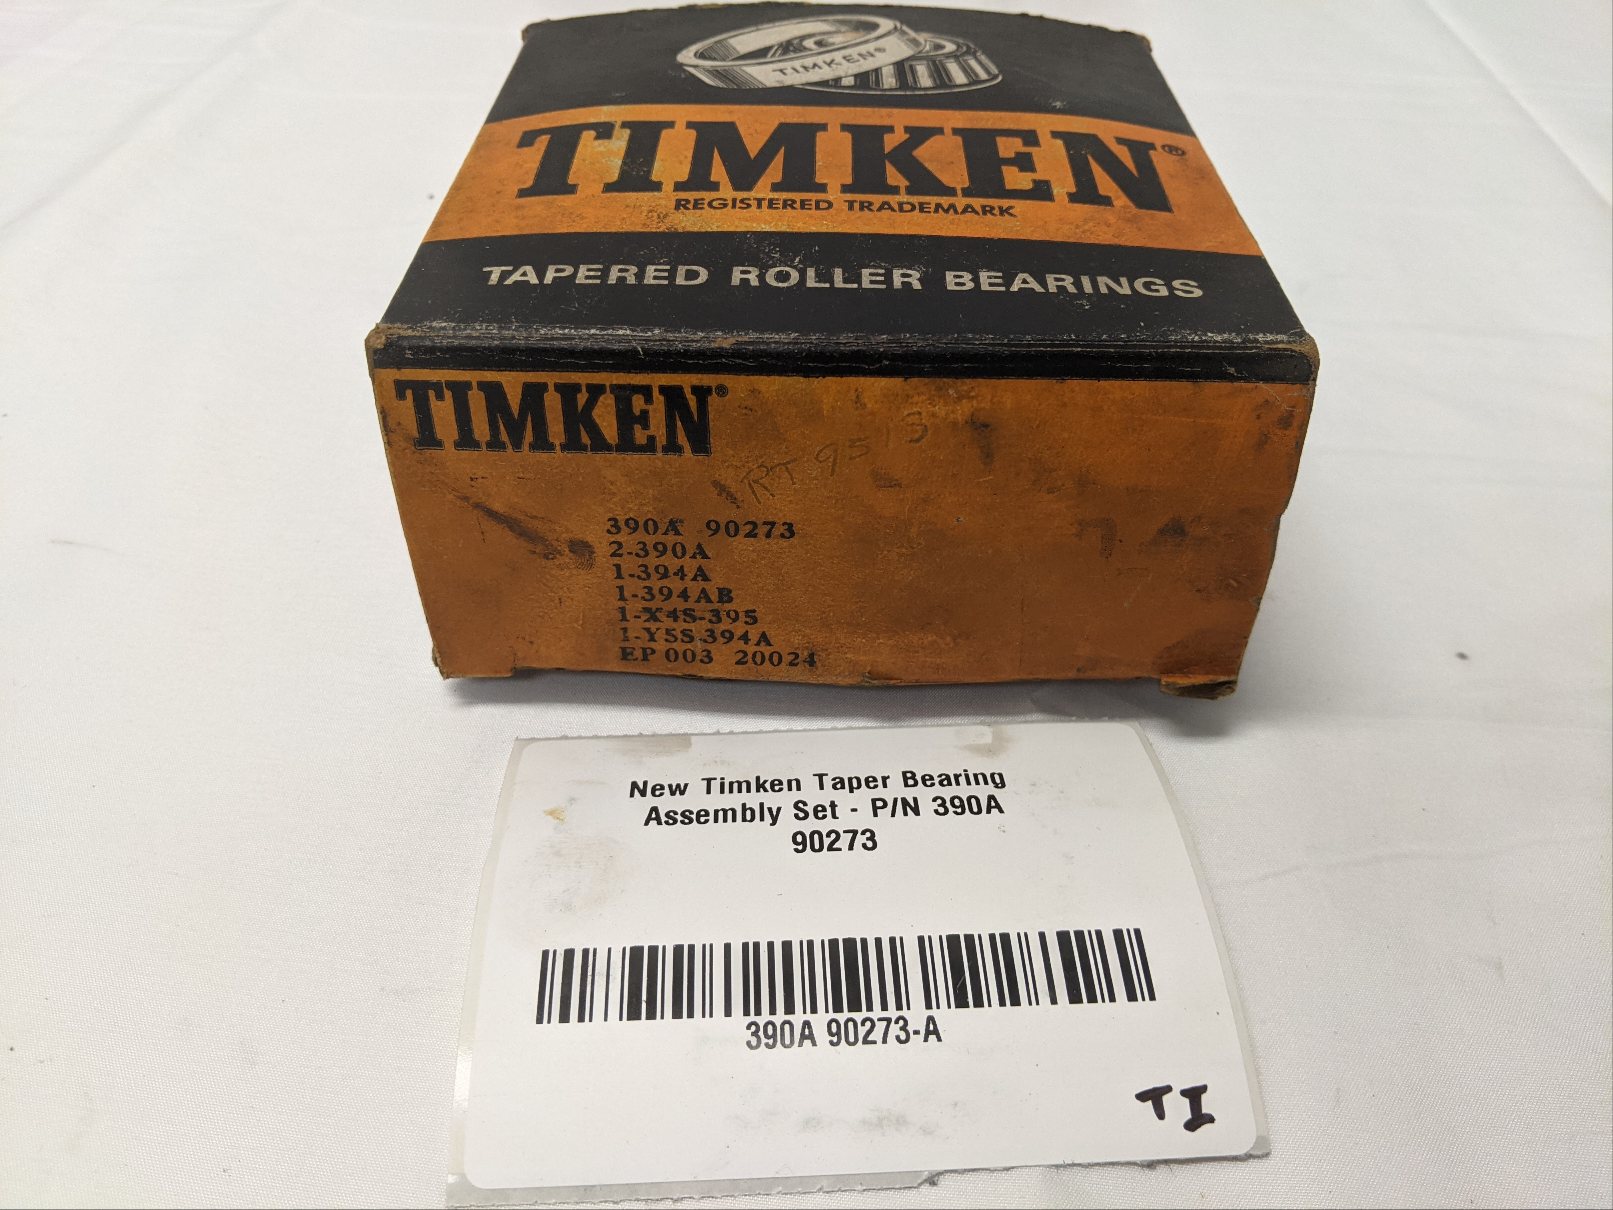 TIMKEN®
TIMKEN®
REGISTERED TRADEMARK
TAPERED ROLLER BEARINGS
TIMKEN®
RT 9513
390A 90273
2-390A
1-394A
1-394AB
1-X4S-395
1-Y5S-394A
EP 003 20024
New Timken Taper Bearing
Assembly Set - P/N 390A
90273
390A 90273-A
TI